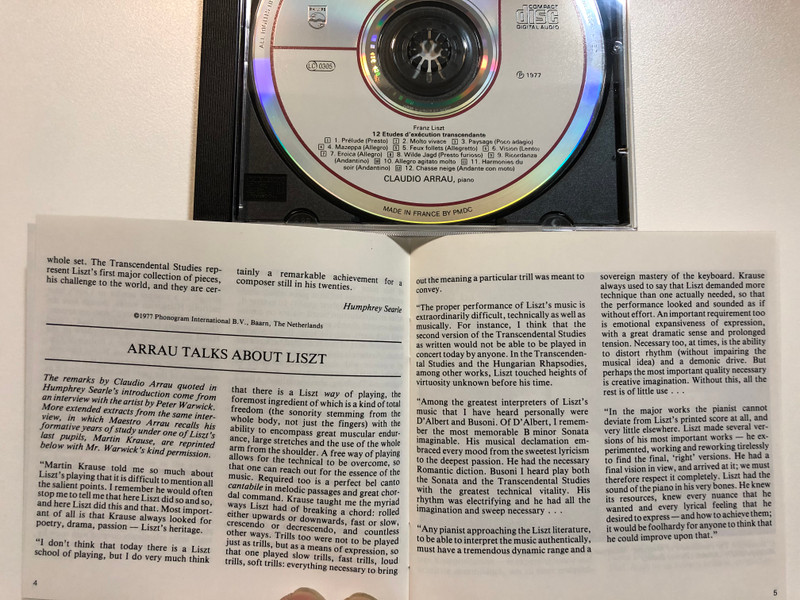 ALL RIGHTS OF
PHILIPS
COMPACT
disc
DIGITAL AUDIO
LC 0305
℗ 1977
Franz Liszt
12 Etudes d'exécution transcendante
1 1. Prélude (Presto) 2 2. Molto vivace 3 3. Paysage (Poco adagio)
4 4. Mazeppa (Allegro) 5 5. Feux follets (Allegretto) 6 6. Vision (Lento)
7 7. Eroica (Allegro) 8 8. Wilde Jagd (Presto furioso) 9 9. Ricordanza
(Andantino) 10 10. Allegro agitato molto 11 11. Harmonies du
soir (Andantino) 12 12. Chasse neige (Andante con moto)
CLAUDIO ARRAU, piano
MADE IN FRANCE BY PMDC
whole set. The Transcendental Studies rep-
resent Liszt's first major collection of pieces,
his challenge to the world, and they are cer-
tainly a remarkable achievement for a
composer still in his twenties.
Humphrey Searle
©1977 Phonogram International B.V., Baarn, The Netherlands
ARRAU TALKS ABOUT LISZT
The remarks by Claudio Arrau quoted in
Humphrey Searle's introduction come from
an interview with the artist by Peter Warwick.
More extended extracts from the same inter-
view, in which Maestro Arrau recalls his
formative years of study under one of Liszt's
last pupils, Martin Krause, are reprinted
below with Mr. Warwick's kind permission.
"Martin Krause told me so much about
Liszt's playing that it is difficult to mention all
the salient points. I remember he would often
stop me to tell me that here Liszt did so and so,
and here Liszt did this and that. Most import-
ant of all is that Krause always looked for
poetry, drama, passion — Liszt's heritage.
"I don't think that today there is a Liszt
school of playing, but I do very much think
4
that there is a Liszt way of playing, the
foremost ingredient of which is a kind of total
freedom (the sonority stemming from the
whole body, not just the fingers) with the
ability to encompass great muscular endur-
ance, large stretches and the use of the whole
arm from the shoulder. A free way of playing
allows for the technical to be overcome, so
that one can reach out for the essence of the
music. Required too is a perfect bel canto
cantabile in melodic passages and great chor-
dal command. Krause taught me the myriad
ways Liszt had of breaking a chord: rolled
either upwards or downwards, fast or slow,
crescendo or decrescendo, and countless
other ways. Trills too were not to be played
just as trills, but as a means of expression, so
that one played slow trills, fast trills, loud
trills, soft trills: everything necessary to bring
out the meaning a particular trill was meant to
convey.
"The proper performance of Liszt's music is
extraordinarily difficult, technically as well as
musically. For instance, I think that the
second version of the Transcendental Studies
as written would not be able to be played in
concert today by anyone. In the Transcenden-
tal Studies and the Hungarian Rhapsodies,
among other works, Liszt touched heights of
virtuosity unknown before his time.
"Among the greatest interpreters of Liszt's
music that I have heard personally were
D'Albert and Busoni. Of D'Albert, I remem-
ber the most memorable B minor Sonata
imaginable. His musical declamation em-
braced every mood from the sweetest lyricism
to the deepest passion. He had the necessary
Romantic diction. Busoni I heard play both
the Sonata and the Transcendental Studies
with the greatest technical vitality. His
rhythm was electrifying and he had all the
imagination and sweep necessary . . .
"Any pianist approaching the Liszt literature,
to be able to interpret the music authentically,
must have a tremendous dynamic range and a
sovereign mastery of the keyboard. Krause
always used to say that Liszt demanded more
technique than one actually needed, so that
the performance looked and sounded as if
without effort. An important requirement too
is emotional expansiveness of expression,
with a great dramatic sense and prolonged
tension. Necessary too, at times, is the ability
to distort rhythm (without impairing the
musical idea) and a demonic drive. But
perhaps the most important quality necessary
is creative imagination. Without this, all the
rest is of little use . . .
"In the major works the pianist cannot
deviate from Liszt's printed score at all, and
very little elsewhere. Liszt made several ver-
sions of his most important works — he ex-
perimented, working and reworking tirelessly
to find the final, 'right' versions. He had a
final vision in view, and arrived at it; we must
therefore respect it completely. Liszt had the
sound of the piano in his very bones. He knew
its resources, knew every nuance that he
wanted and every lyrical feeling that he
desired to express — and how to achieve them;
it would be foolhardy for anyone to think that
he could improve upon that."
5